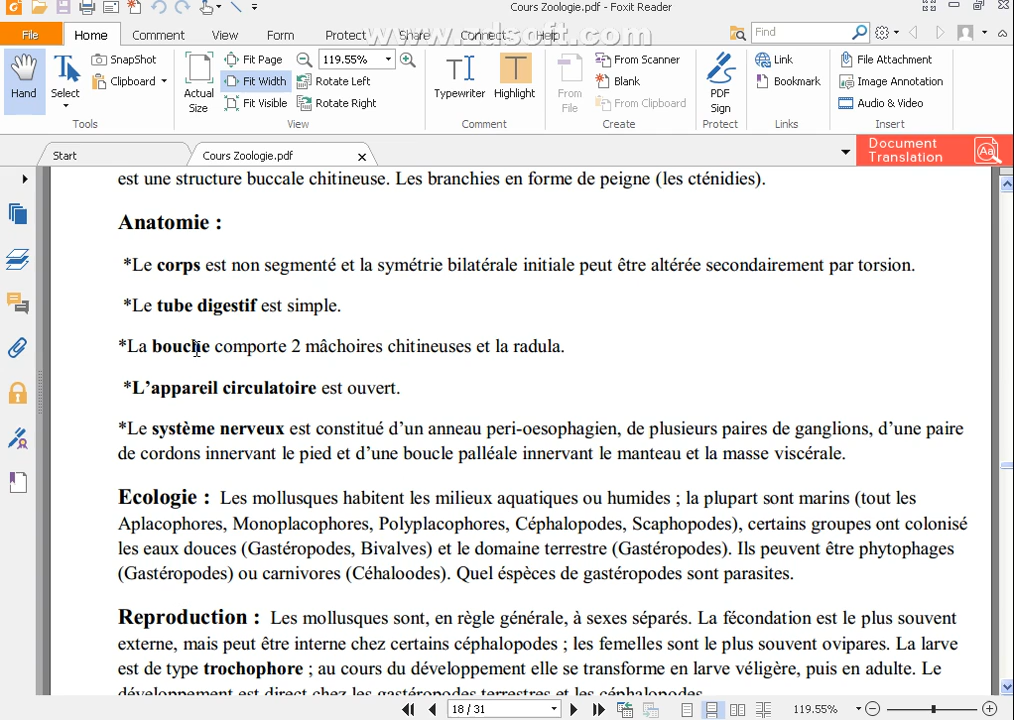 Cours Zoologie.pdf - Foxit Reader
File Home Comment View Form Protect Share Connect Help Find
Hand Select SnapShot Clipboard Actual Size Fit Page Fit Width Fit Visible 119.55% Rotate Left Rotate Right Typewriter Highlight From File From Scanner Blank From Clipboard PDF Sign Link Bookmark File Attachment Image Annotation Audio & Video
Tools View Comment Create Protect Links Insert
Start Cours Zoologie.pdf Document Translation
est une structure buccale chitineuse. Les branchies en forme de peigne (les cténidies).
Anatomie :
*Le corps est non segmenté et la symétrie bilatérale initiale peut être altérée secondairement par torsion.
*Le tube digestif est simple.
*La bouche comporte 2 mâchoires chitineuses et la radula.
*L’appareil circulatoire est ouvert.
*Le système nerveux est constitué d’un anneau peri-oesophagien, de plusieurs paires de ganglions, d’une paire
de cordons innervant le pied et d’une boucle palléale innervant le manteau et la masse viscérale.
Ecologie : Les mollusques habitent les milieux aquatiques ou humides ; la plupart sont marins (tout les
Aplacophores, Monoplacophores, Polyplacophores, Céphalopodes, Scaphopodes), certains groupes ont colonisé
les eaux douces (Gastéropodes, Bivalves) et le domaine terrestre (Gastéropodes). Ils peuvent être phytophages
(Gastéropodes) ou carnivores (Céhaloodes). Quel éspèces de gastéropodes sont parasites.
Reproduction : Les mollusques sont, en règle générale, à sexes séparés. La fécondation est le plus souvent
externe, mais peut être interne chez certains céphalopodes ; les femelles sont le plus souvent ovipares. La larve
est de type trochophore ; au cours du développement elle se transforme en larve véligère, puis en adulte. Le
développement est direct chez les gastéropodes terrestres et les céphalopodes.
18 / 31 119.55%